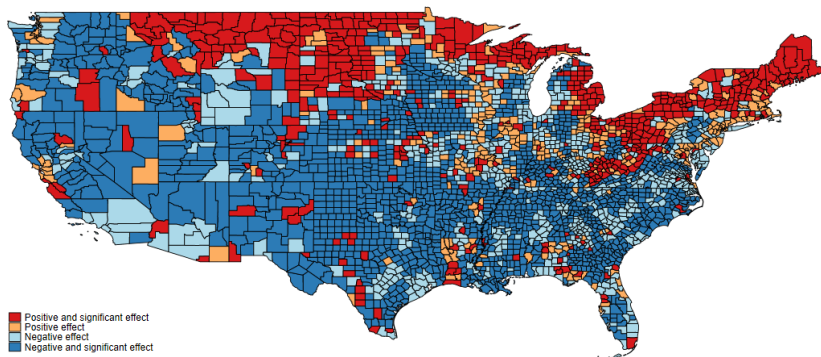 Positive and significant effect
Positive effect
Negative effect
Negative and significant effect